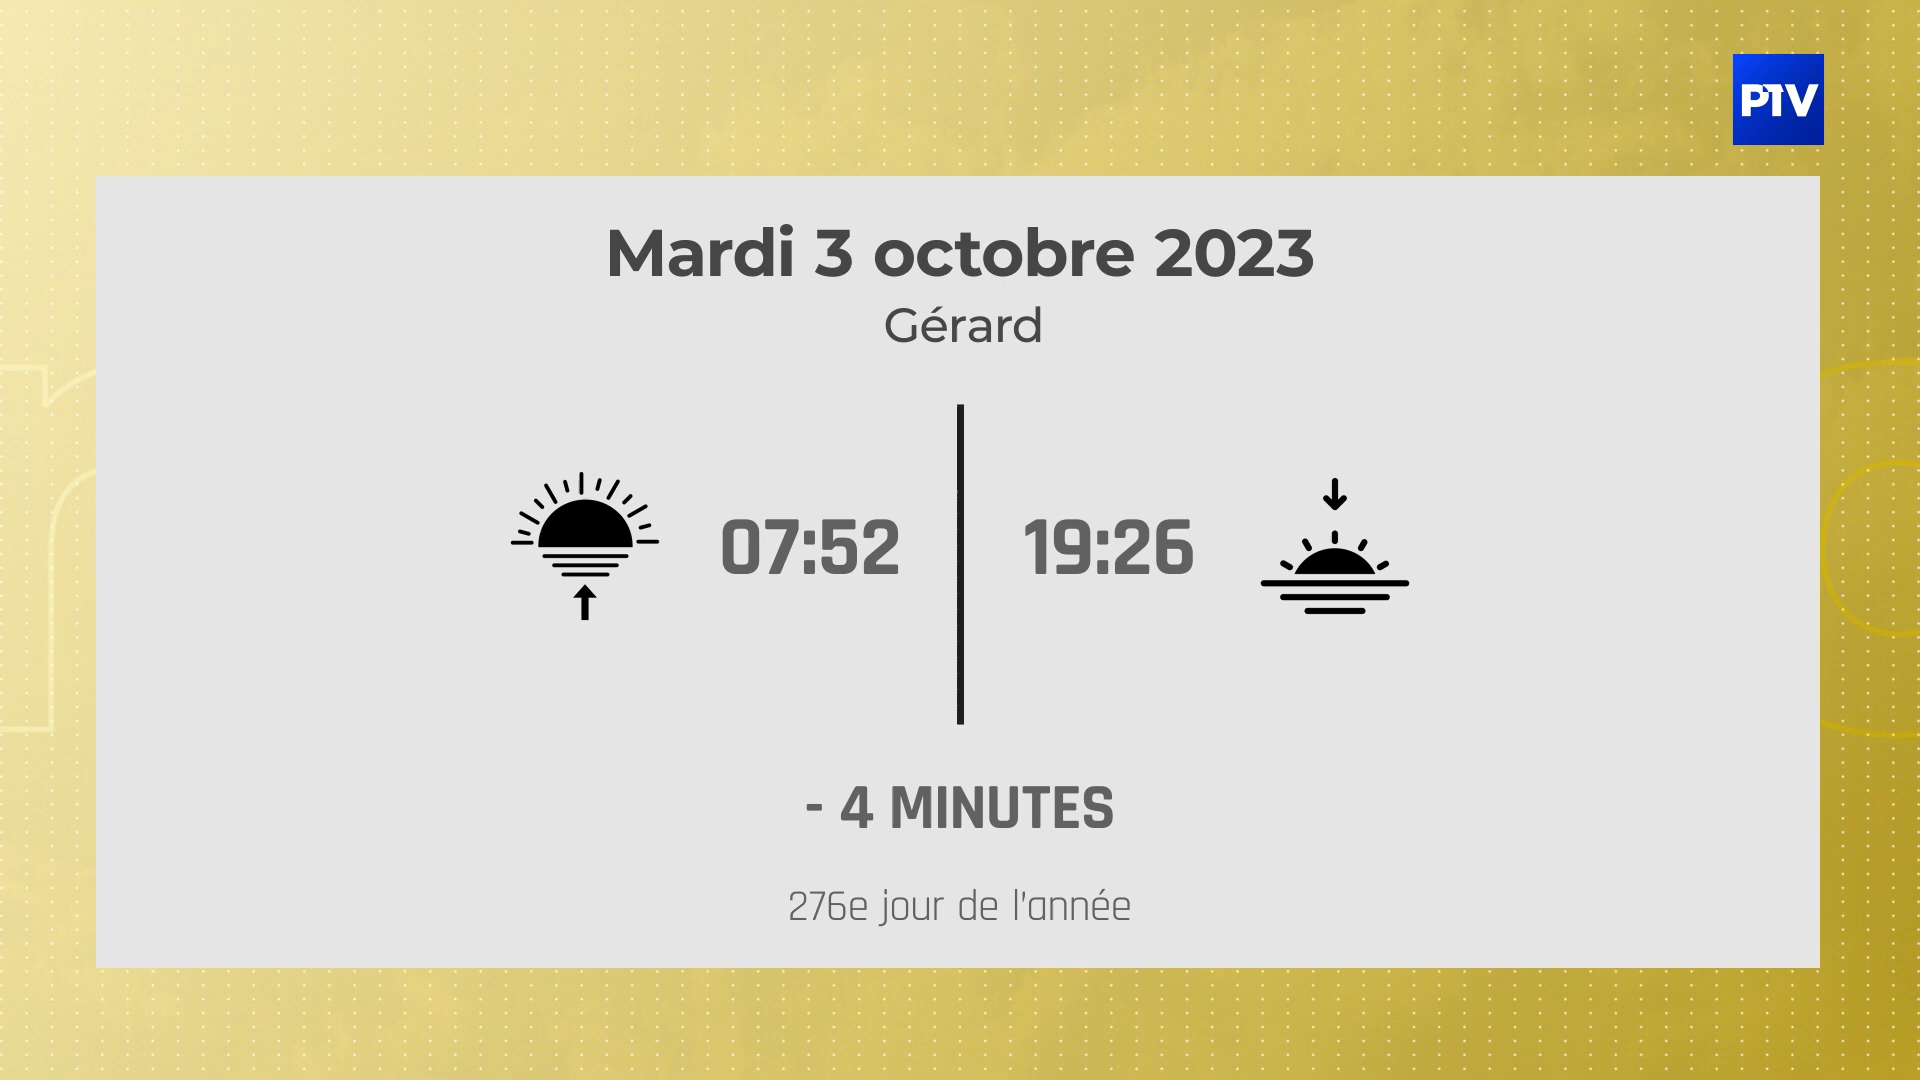 PTV
Mardi 3 octobre 2023
Gérard
07:52
19:26
- 4 MINUTES
276e jour de l'année